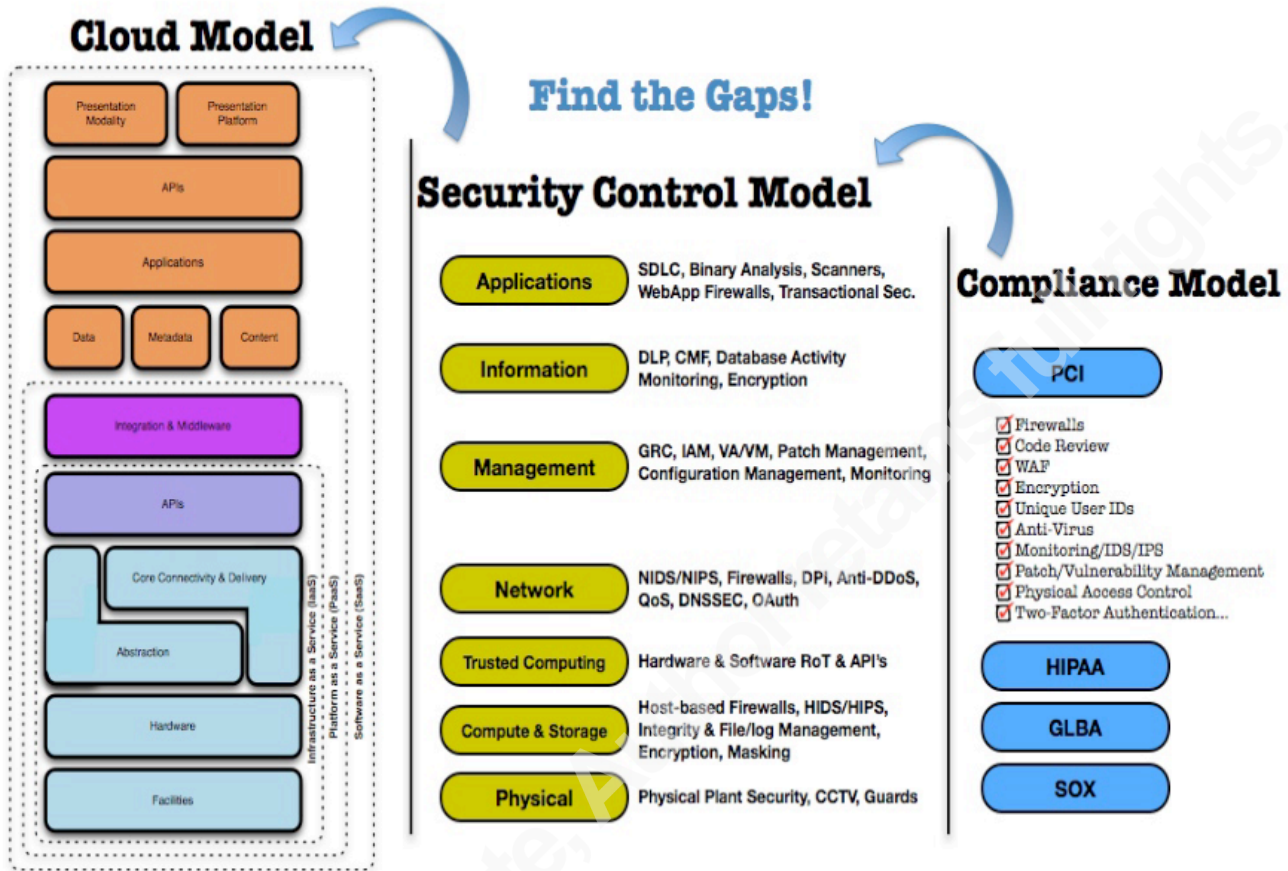 Cloud Model
Find the Gaps!
Presentation
Modality
Presentation
Platform
APIs
Applications
Data
Metadata
Content
Integration & Middleware
APIs
Core Connectivity & Delivery
Abstraction
Hardware
Facilities
Infrastructure as a Service (IaaS)
Platform as a Service (PaaS)
Software as a Service (SaaS)
Security Control Model
Applications
SDLC, Binary Analysis, Scanners,
WebApp Firewalls, Transactional Sec.
Information
DLP, CMF, Database Activity
Monitoring, Encryption
Management
GRC, IAM, VA/VM, Patch Management,
Configuration Management, Monitoring
Network
NIDS/NIPS, Firewalls, DPi, Anti-DDoS,
QoS, DNSSEC, OAuth
Trusted Computing
Hardware & Software RoT & API's
Compute & Storage
Host-based Firewalls, HIDS/HIPS,
Integrity & File/log Management,
Encryption, Masking
Physical
Physical Plant Security, CCTV, Guards
Compliance Model
PCI
Firewalls
Code Review
WAF
Encryption
Unique User IDs
Anti-Virus
Monitoring/IDS/IPS
Patch/Vulnerability Management
Physical Access Control
Two-Factor Authentication...
HIPAA
GLBA
SOX
Author retains full rights.